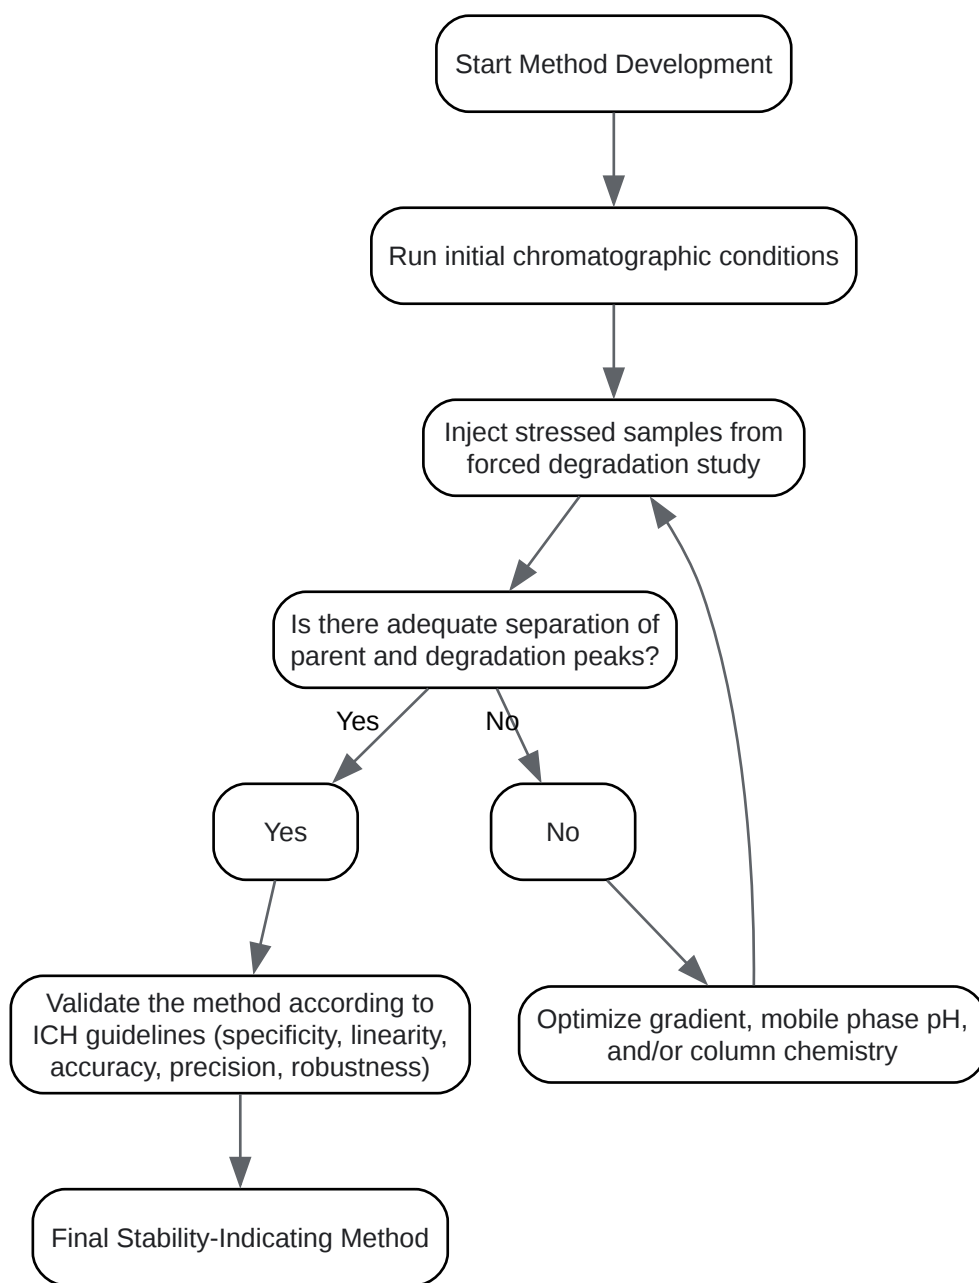 Start Method Development
Run initial chromatographic conditions
Inject stressed samples from
forced degradation study
Is there adequate separation of
parent and degradation peaks?
Yes
No
Yes
No
Validate the method according to
ICH guidelines (specificity, linearity,
accuracy, precision, robustness)
Optimize gradient, mobile phase pH,
and/or column chemistry
Final Stability-Indicating Method